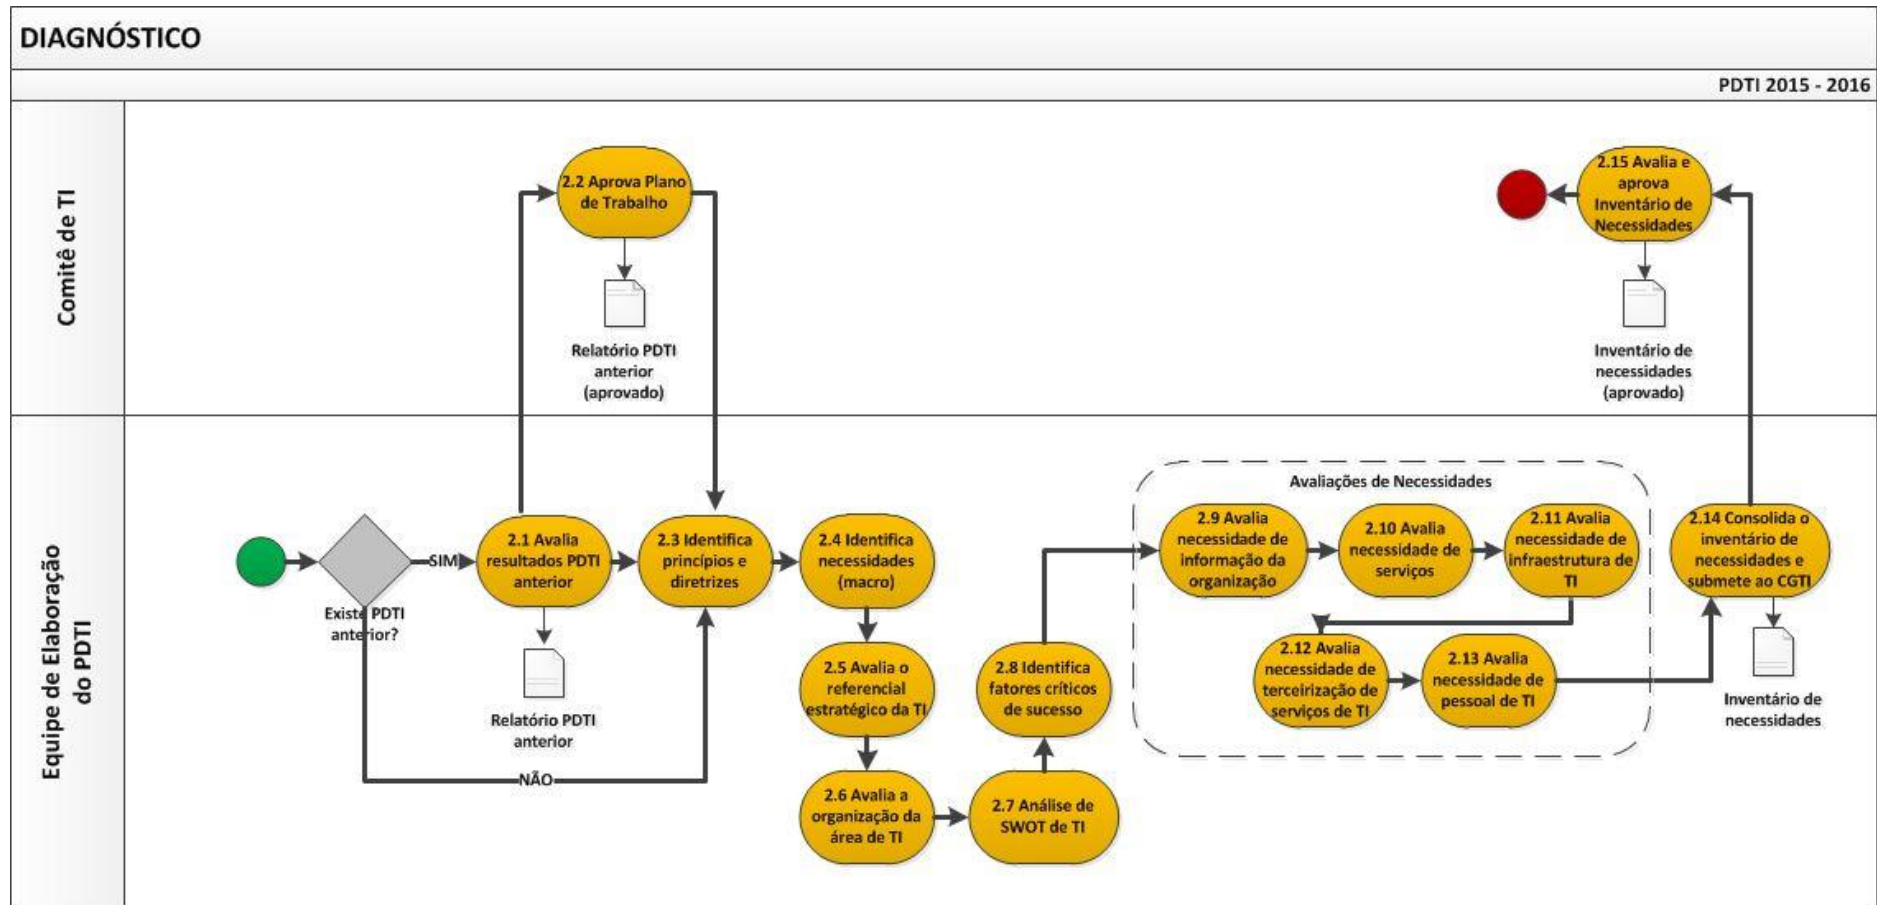 DIAGNÓSTICO
PDTI 2015 - 2016
Comitê de TI
2.2 Aprova Plano
de Trabalho
Relatório PDTI
anterior
(aprovado)
2.15 Avalia e
aprova
Inventário de
Necessidades
Inventário de
necessidades
(aprovado)
Equipe de Elaboração
do PDTI
Existe PDTI
anterior?
SIM
NÃO
2.1 Avalia
resultados PDTI
anterior
Relatório PDTI
anterior
2.3 Identifica
princípios e
diretrizes
2.4 Identifica
necessidades
(macro)
2.5 Avalia o
referencial
estratégico da TI
2.6 Avalia a
organização da
área de TI
2.7 Análise de
SWOT de TI
2.8 Identifica
fatores críticos
de sucesso
Avaliações de Necessidades
2.9 Avalia
necessidade de
informação da
organização
2.10 Avalia
necessidade de
serviços
2.11 Avalia
necessidade de
infraestrutura de
TI
2.12 Avalia
necessidade de
terceirização de
serviços de TI
2.13 Avalia
necessidade de
pessoal de TI
2.14 Consolida o
inventário de
necessidades e
submete ao CGTI
Inventário de
necessidades